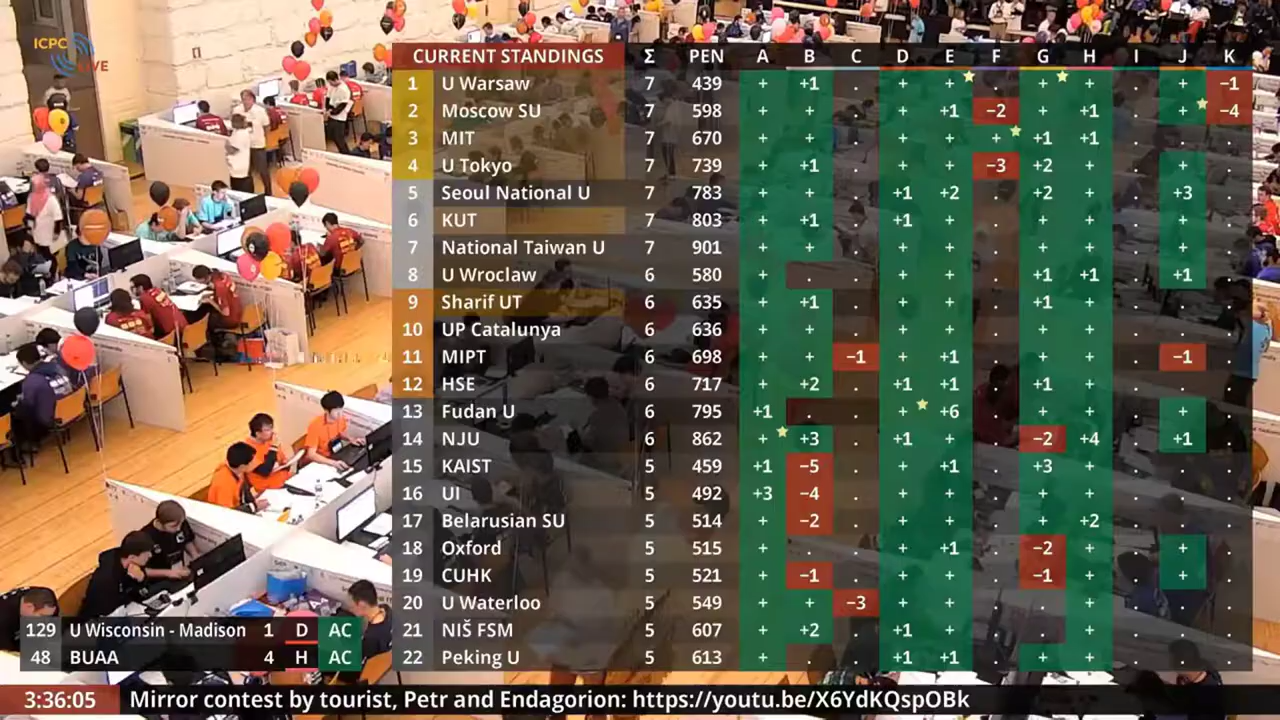 ICPC
LIVE
CURRENT STANDINGS Σ PEN A B C D E F G H I J K
1 U Warsaw 7 439 + +1 . + + . + + . + −1
2 Moscow SU 7 598 + + . + +1 −2 + +1 . + −4
3 MIT 7 670 + + . + + + +1 +1 . . .
4 U Tokyo 7 739 + +1 . + + −3 +2 + . + .
5 Seoul National U 7 783 + + . +1 +2 . +2 + . +3 .
6 KUT 7 803 + +1 . +1 + . + + . + .
7 National Taiwan U 7 901 + + . + + . + + . + .
8 U Wroclaw 6 580 + . . + + . +1 +1 . +1 .
9 Sharif UT 6 635 + +1 . + + . +1 + . . .
10 UP Catalunya 6 636 + + . + + . + + . . .
11 MIPT 6 698 + + −1 + +1 . + + . −1 .
12 HSE 6 717 + +2 . +1 +1 . +1 + . . .
13 Fudan U 6 795 +1 . . + +6 . + + . + .
14 NJU 6 862 + +3 . +1 + . −2 +4 . +1 .
15 KAIST 5 459 +1 −5 . + +1 . +3 + . . .
16 UI 5 492 +3 −4 . + + . + + . . .
17 Belarusian SU 5 514 + −2 . + + . + +2 . . .
18 Oxford 5 515 + . . + +1 . −2 + . + .
19 CUHK 5 521 + −1 . + + . −1 + . + .
20 U Waterloo 5 549 + + −3 + + . . + . . .
21 NIŠ FSM 5 607 + +2 . +1 + . . + . . .
22 Peking U 5 613 + . . +1 +1 . + + . . .
129 U Wisconsin - Madison 1 D AC
48 BUAA 4 H AC
3:36:05 Mirror contest by tourist, Petr and Endagorion: https://youtu.be/X6YdKQspOBk